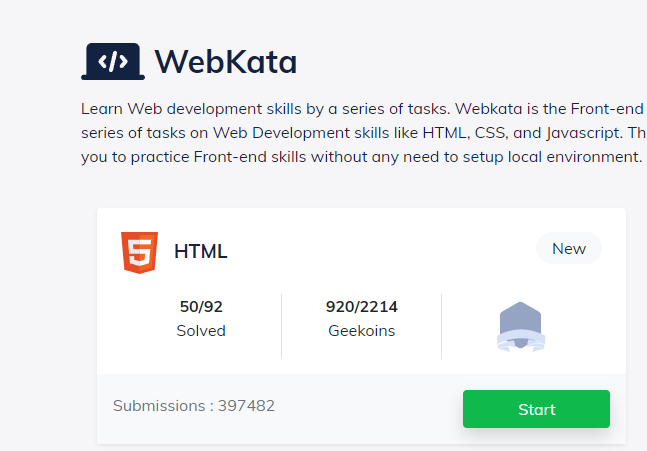 WebKata
Learn Web development skills by a series of tasks. Webkata is the Front-end
series of tasks on Web Development skills like HTML, CSS, and Javascript. Th
you to practice Front-end skills without any need to setup local environment.
HTML
New
50/92
Solved
920/2214
Geekoins
Submissions : 397482
Start